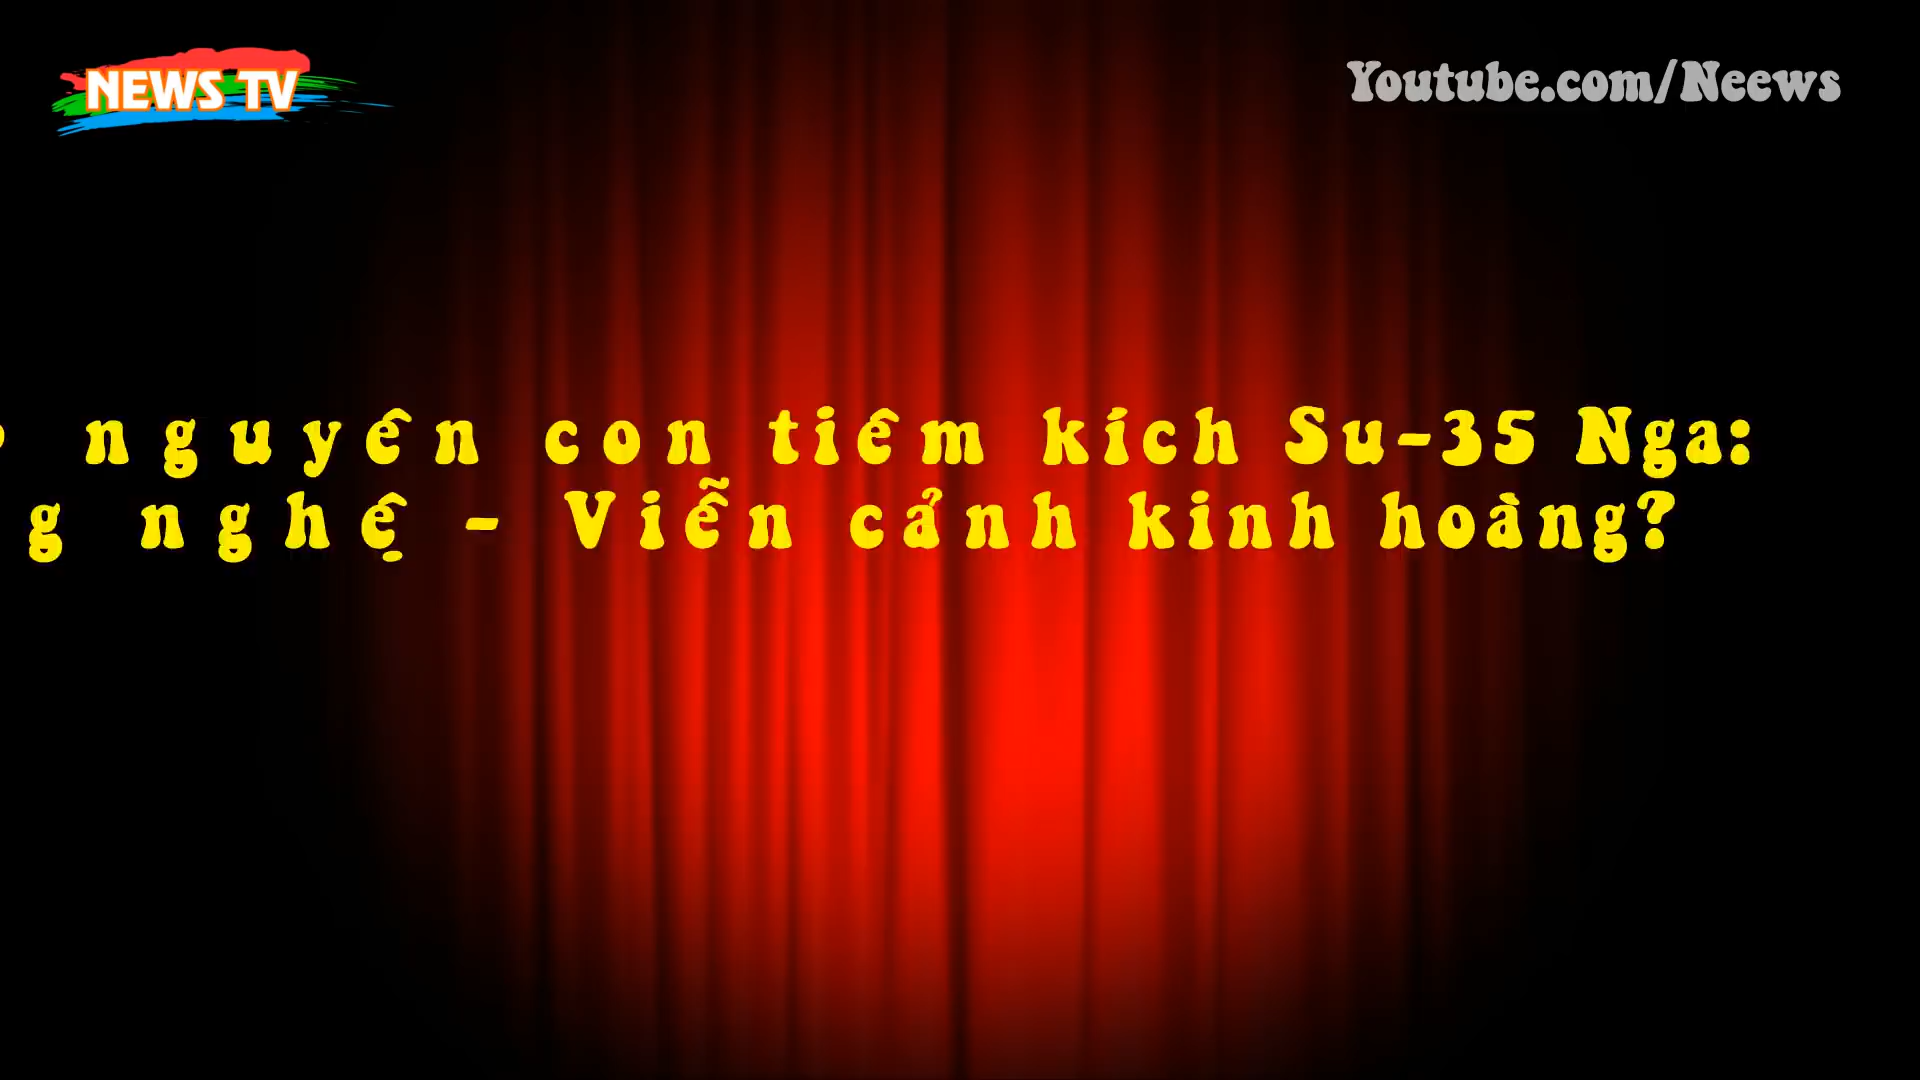 NEWS TV
Youtube.com/Neews
nguyên con tiêm kích Su-35 Nga:
g nghệ - Viễn cảnh kinh hoàng?